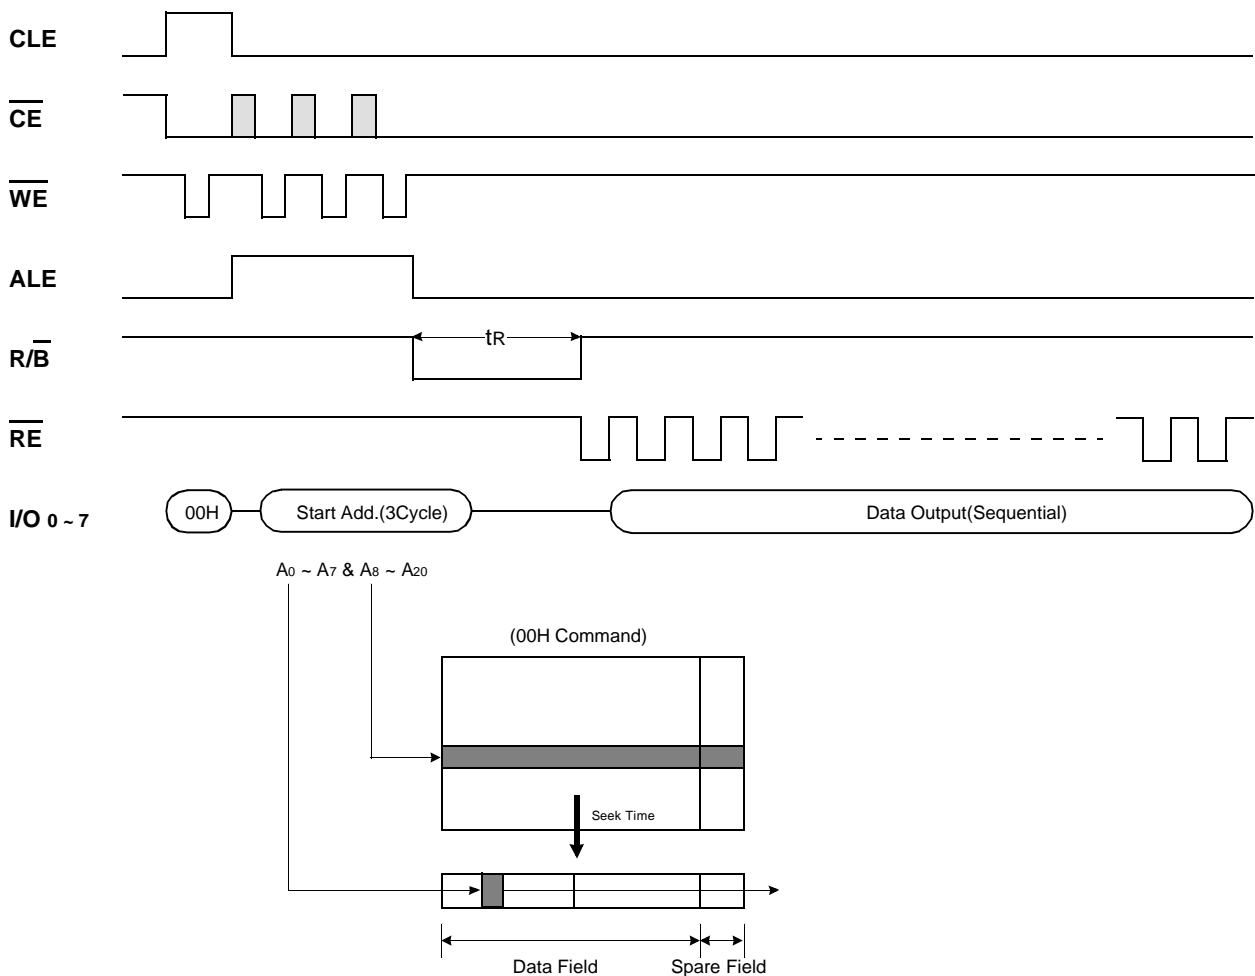 CLE
CE
WE
ALE
tR
R/B
RE
I/O 0 ~ 7
00H
Start Add.(3Cycle)
Data Output(Sequential)
A0 ~ A7 & A8 ~ A20
(00H Command)
Seek Time
Data Field
Spare Field